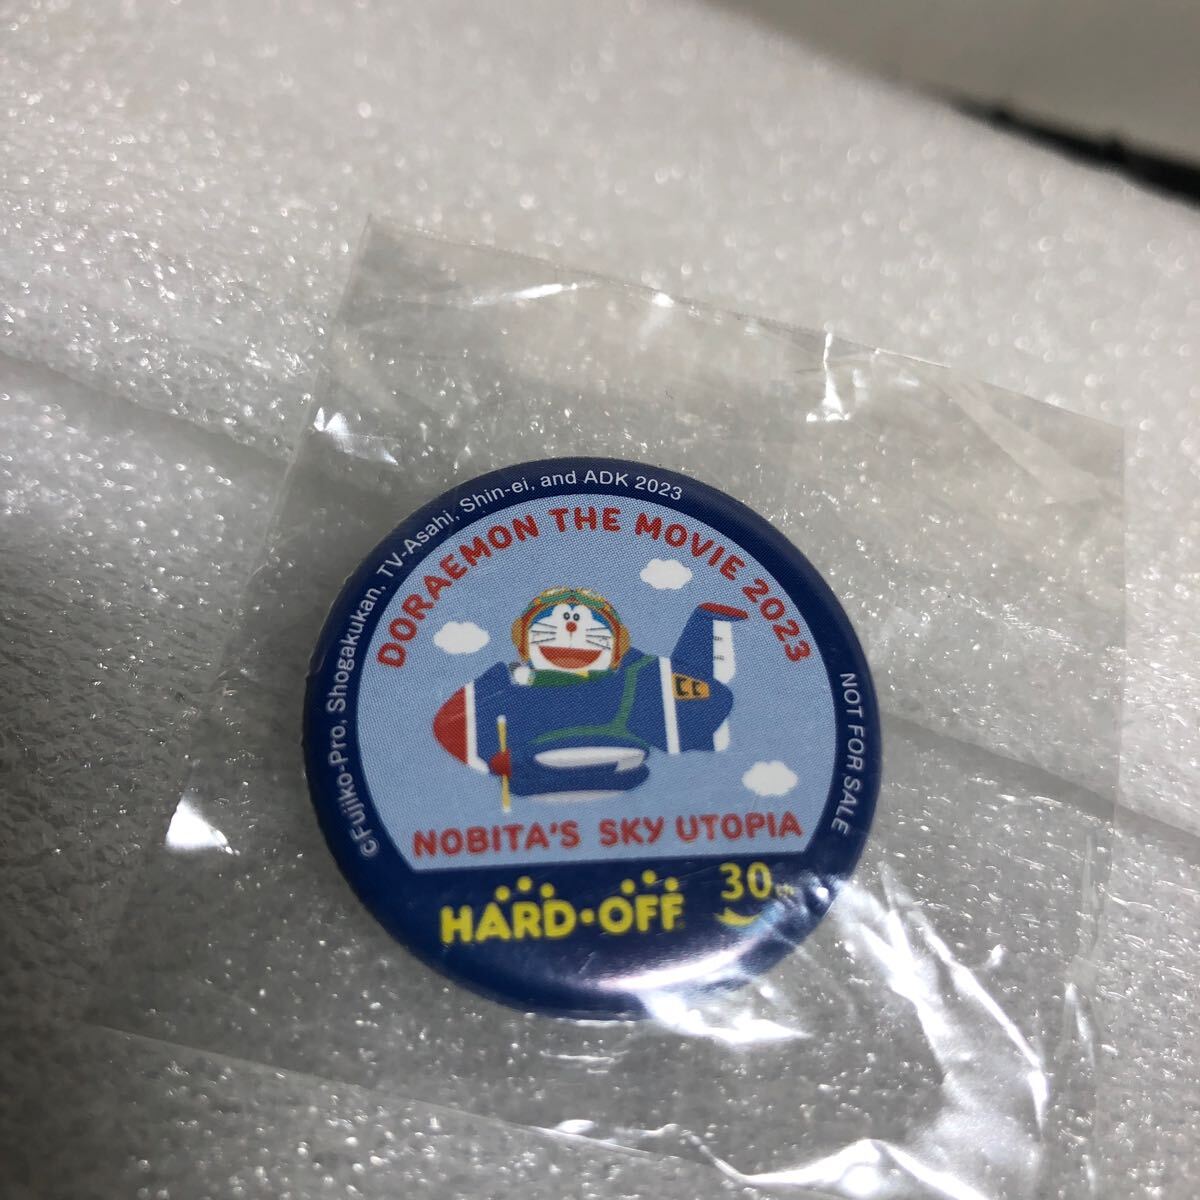 ©Fujiko-Pro, Shogakukan, TV-Asahi, Shin-ei, and ADK 2023
DORAEMON THE MOVIE 2023
NOT FOR SALE
NOBITA'S SKY UTOPIA
HARD・OFF 30th